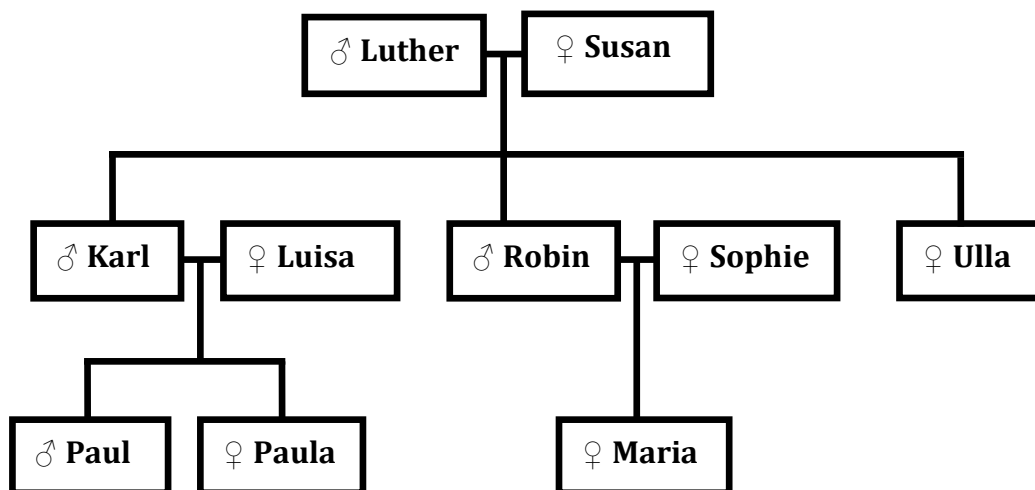 ♂ Luther
♀ Susan
♂ Karl
♀ Luisa
♂ Robin
♀ Sophie
♀ Ulla
♂ Paul
♀ Paula
♀ Maria